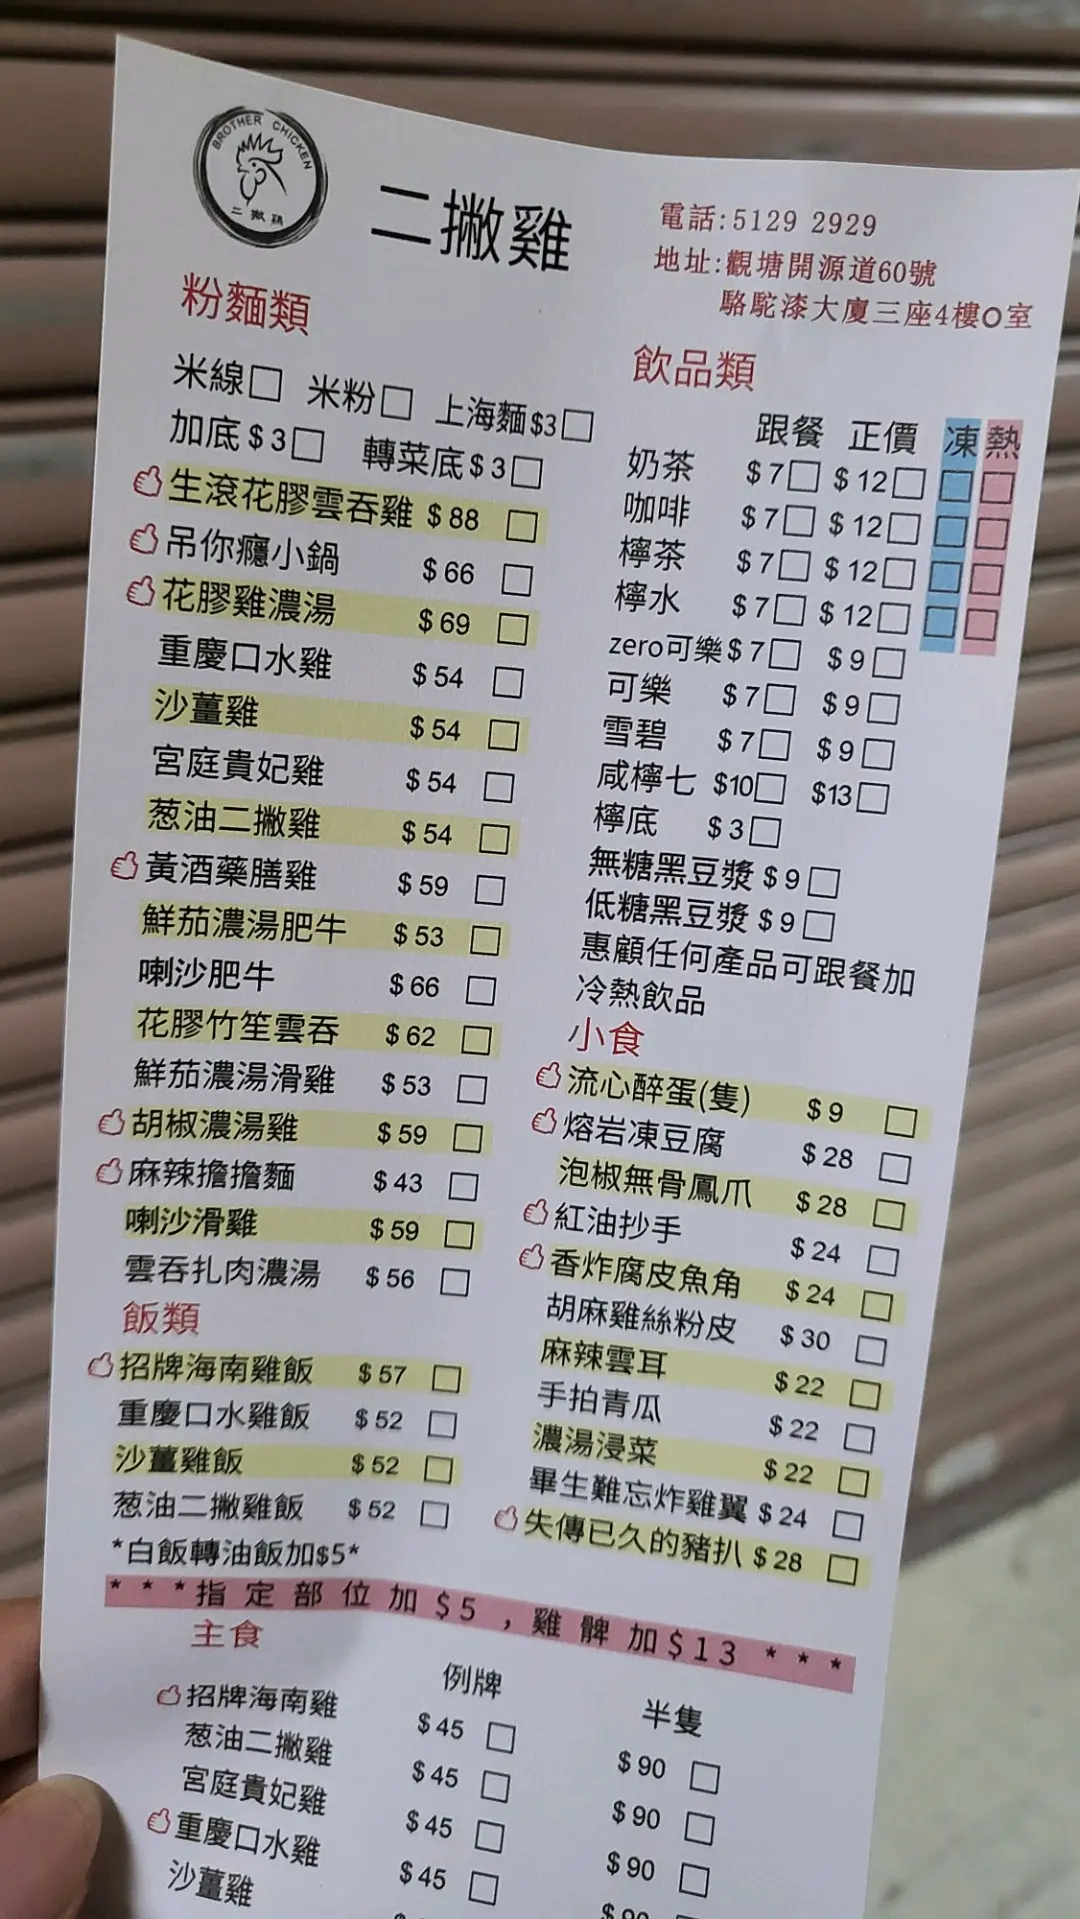 BROTHER CHICKEN
二撇鷄
二撇雞
電話:5129 2929
地址:觀塘開源道60號
駱駝漆大廈三座4樓O室
粉麵類
米線□ 米粉□ 上海麵$3□
加底$3□ 轉菜底$3□
生滾花膠雲吞雞 $88 □
吊你癮小鍋 $66 □
花膠雞濃湯 $69 □
重慶口水雞 $54 □
沙薑雞 $54 □
宮庭貴妃雞 $54 □
葱油二撇雞 $54 □
黃酒藥膳雞 $59 □
鮮茄濃湯肥牛 $53 □
喇沙肥牛 $66 □
花膠竹笙雲吞 $62 □
鮮茄濃湯滑雞 $53 □
胡椒濃湯雞 $59 □
麻辣擔擔麵 $43 □
喇沙滑雞 $59 □
雲吞扎肉濃湯 $56 □
飯類
招牌海南雞飯 $57 □
重慶口水雞飯 $52 □
沙薑雞飯 $52 □
葱油二撇雞飯 $52 □
*白飯轉油飯加$5*
飲品類
跟餐 正價 凍 熱
奶茶 $7□ $12□ □ □
咖啡 $7□ $12□ □ □
檸茶 $7□ $12□ □ □
檸水 $7□ $12□ □ □
zero可樂$7□ $9□
可樂 $7□ $9□
雪碧 $7□ $9□
咸檸七 $10□ $13□
檸底 $3□
無糖黑豆漿 $9□
低糖黑豆漿 $9□
惠顧任何產品可跟餐加
冷熱飲品
小食
流心醉蛋(隻) $9 □
熔岩凍豆腐 $28 □
泡椒無骨鳳爪 $28 □
紅油抄手 $24 □
香炸腐皮魚角 $24 □
胡麻雞絲粉皮 $30 □
麻辣雲耳 $22 □
手拍青瓜 $22 □
濃湯浸菜 $22 □
畢生難忘炸雞翼 $24 □
失傳已久的豬扒 $28 □
***指定部位加$5,雞髀加$13***
主食
例牌 半隻
招牌海南雞 $45 □ $90 □
葱油二撇雞 $45 □ $90 □
宮庭貴妃雞 $45 □ $90 □
重慶口水雞 $45 □ $90
沙薑雞